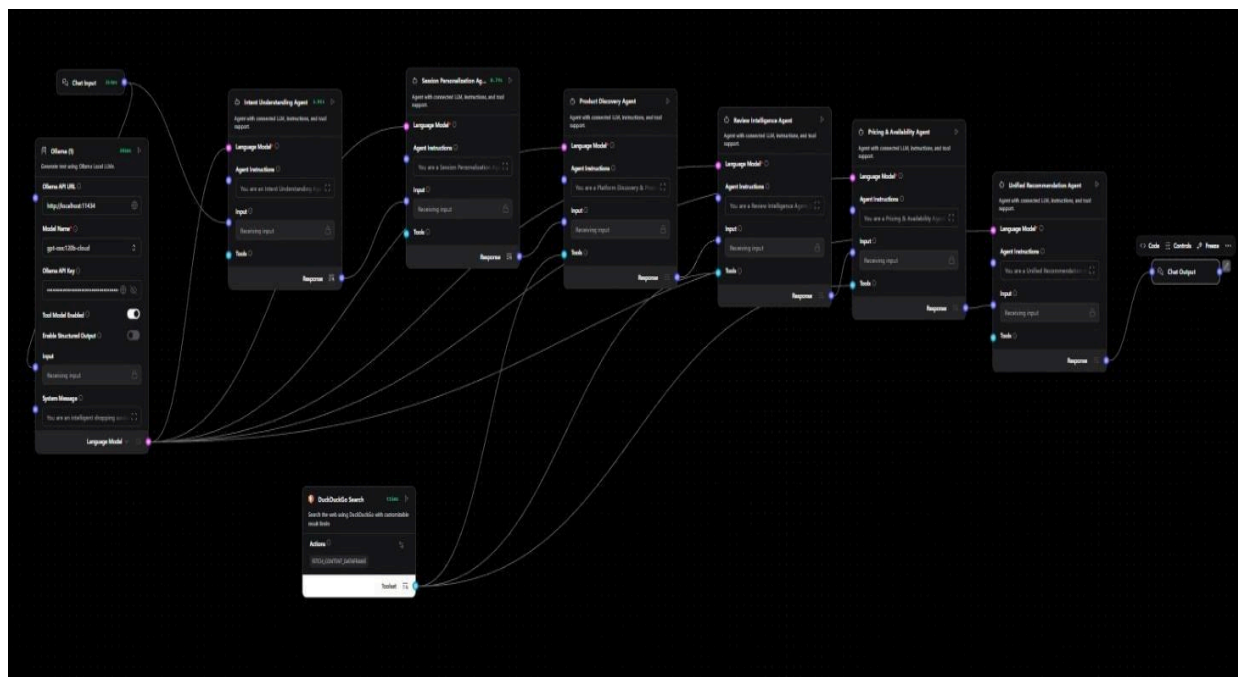 Chat Input
Ollama (1)
Generate text using Ollama Local LLMs.
Ollama API URL
http://localhost:11434
Model Name*
gpt-oss:120b-cloud
Ollama API Key
Tool Model Enabled
Enable Structured Output
Input
Receiving input
System Message
You are an intelligent shopping
Language Model
Intent Understanding Agent
Agent with connected LLM, instructions, and tool
support.
Language Model*
Agent Instructions
You are an Intent Understanding
Input
Receiving input
Tools
Response
Session Personalization Ag...
Agent with connected LLM, instructions, and tool
support.
Language Model*
Agent Instructions
You are a Session Personalization
Input
Receiving input
Tools
Response
Product Discovery Agent
Agent with connected LLM, instructions, and tool
support.
Language Model*
Agent Instructions
You are a Platform Discovery &
Input
Receiving input
Tools
Response
Review Intelligence Agent
Agent with connected LLM, instructions, and tool
support.
Language Model*
Agent Instructions
You are a Review Intelligence Agent
Input
Receiving input
Tools
Response
Pricing & Availability Agent
Agent with connected LLM, instructions, and tool
support.
Language Model*
Agent Instructions
You are a Pricing & Availability
Input
Receiving input
Tools
Response
Unified Recommendation Agent
Agent with connected LLM, instructions, and tool
support.
Language Model*
Agent Instructions
You are a Unified Recommendation
Input
Receiving input
Tools
Response
Code Controls Freeze ...
Chat Output
DuckDuckGo Search
Search the web using DuckDuckGo with customizable
result limits
Actions
FETCH_CONTENT_DATAFRAME
Toolset